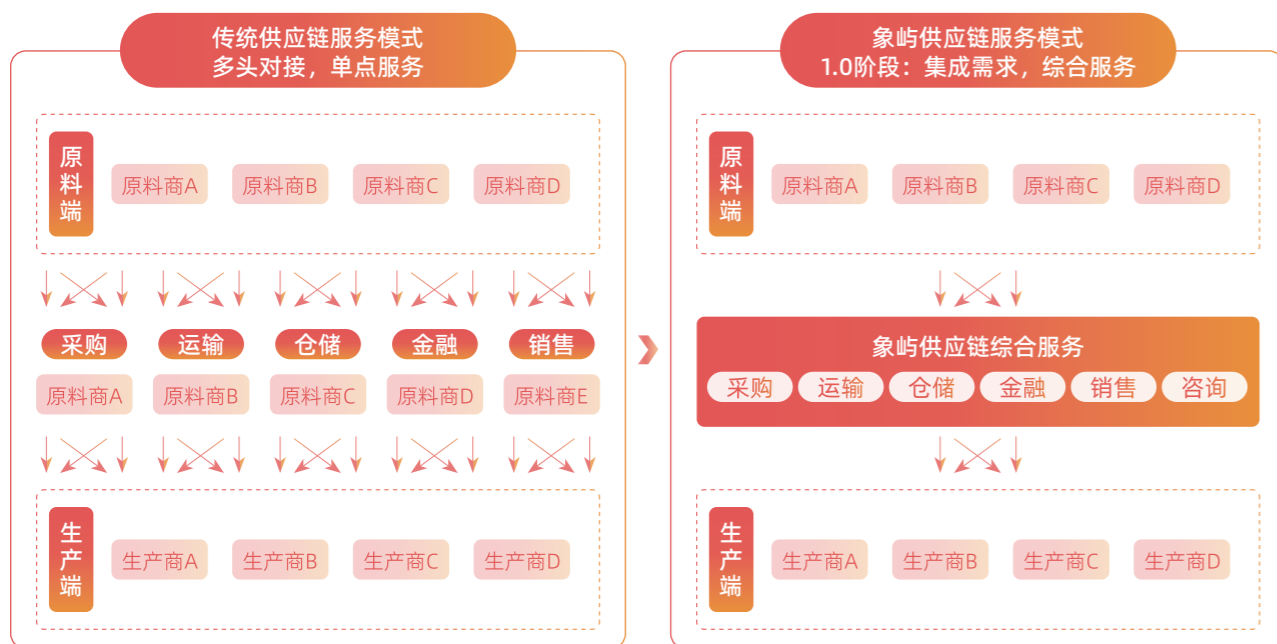 传统供应链服务模式
多头对接，单点服务
原料端
原料商A 原料商B 原料商C 原料商D
采购 运输 仓储 金融 销售
原料商A 原料商B 原料商C 原料商D 原料商E
生产端
生产商A 生产商B 生产商C 生产商D
象屿供应链服务模式
1.0阶段：集成需求，综合服务
原料端
原料商A 原料商B 原料商C 原料商D
象屿供应链综合服务
采购 运输 仓储 金融 销售 咨询
生产端
生产商A 生产商B 生产商C 生产商D